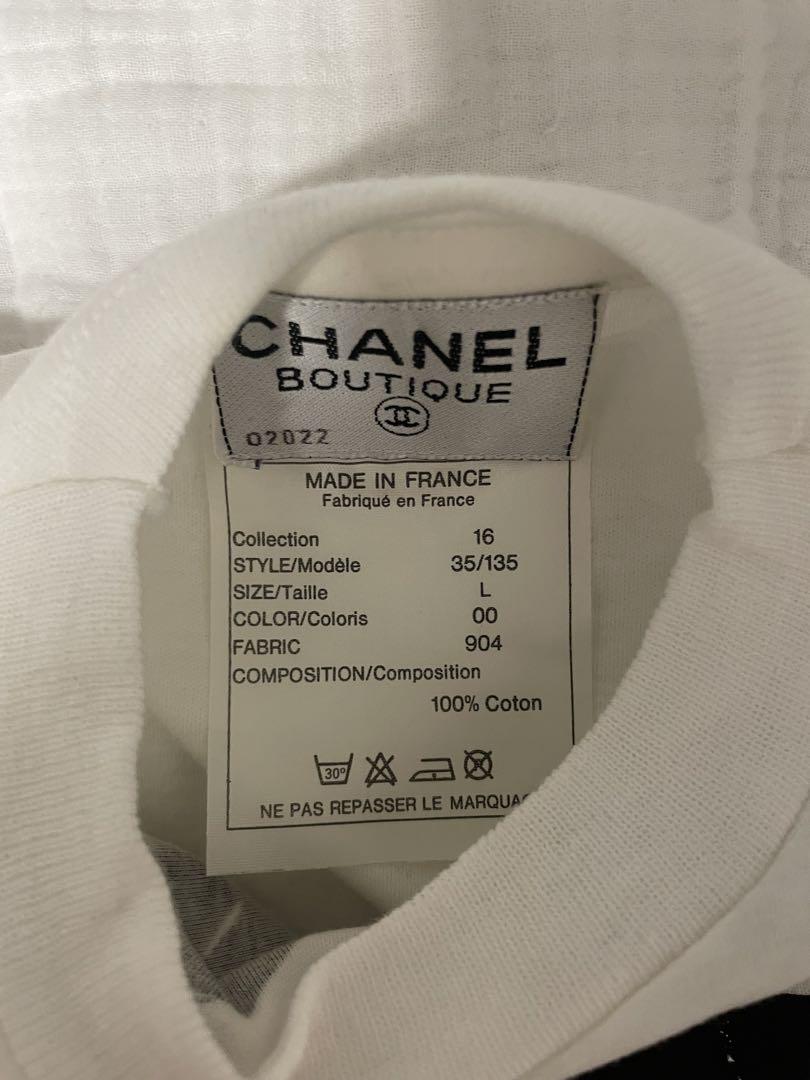 CHANEL
BOUTIQUE
02022
MADE IN FRANCE
Fabriqué en France
Collection 16
STYLE/Modèle 35/135
SIZE/Taille L
COLOR/Coloris 00
FABRIC 904
COMPOSITION/Composition
100% Coton
30°
NE PAS REPASSER LE